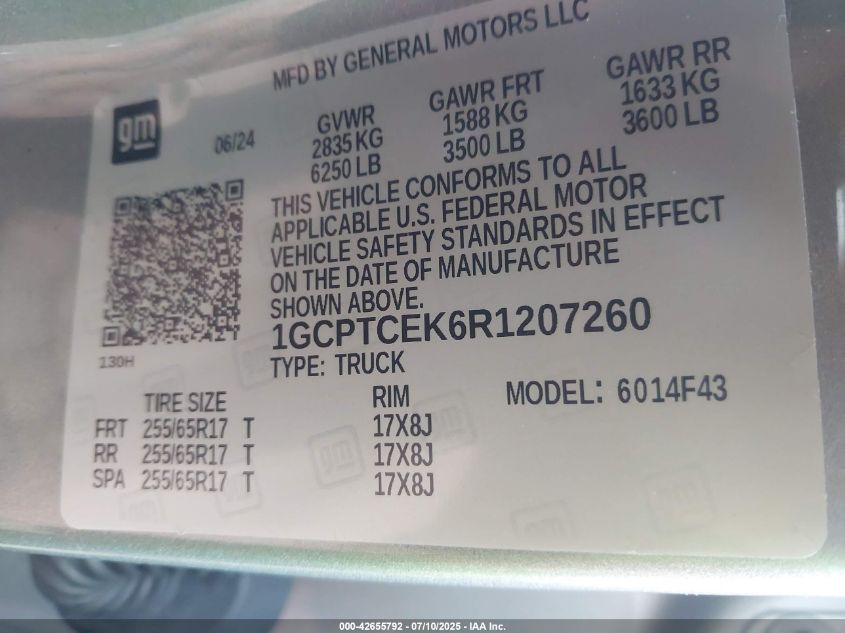 MFD BY GENERAL MOTORS LLC
gm
06/24
GVWR
2835 KG
6250 LB
GAWR FRT
1588 KG
3500 LB
GAWR RR
1633 KG
3600 LB
THIS VEHICLE CONFORMS TO ALL
APPLICABLE U.S. FEDERAL MOTOR
VEHICLE SAFETY STANDARDS IN EFFECT
ON THE DATE OF MANUFACTURE
SHOWN ABOVE.
1GCPTCEK6R1207260
TYPE: TRUCK
130H
TIRE SIZE RIM MODEL: 6014F43
FRT 255/65R17 T 17X8J
RR 255/65R17 T 17X8J
SPA 255/65R17 T 17X8J
000-42655792 - 07/10/2025 - IAA Inc.